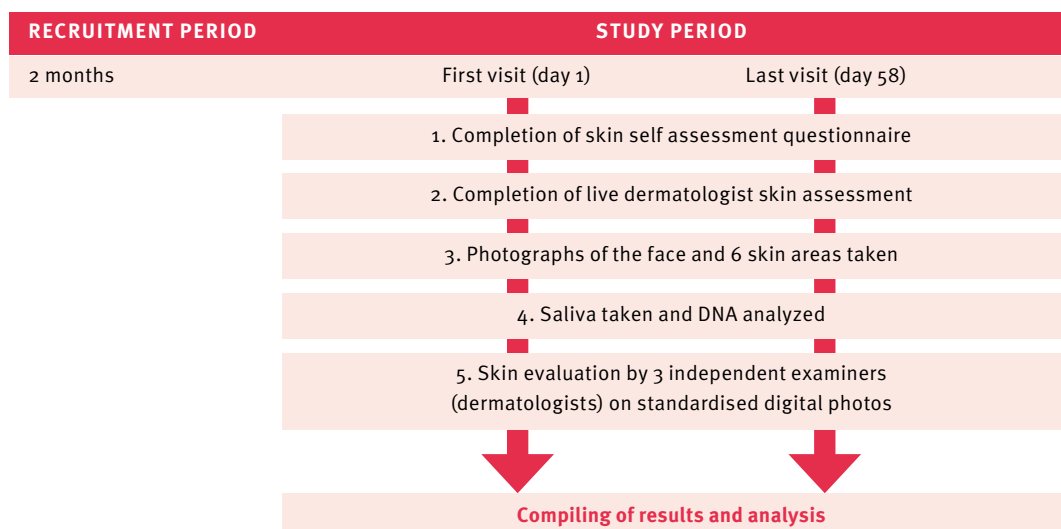 RECRUITMENT PERIOD STUDY PERIOD
2 months First visit (day 1) Last visit (day 58)
1. Completion of skin self assessment questionnaire
2. Completion of live dermatologist skin assessment
3. Photographs of the face and 6 skin areas taken
4. Saliva taken and DNA analyzed
5. Skin evaluation by 3 independent examiners
(dermatologists) on standardised digital photos
Compiling of results and analysis